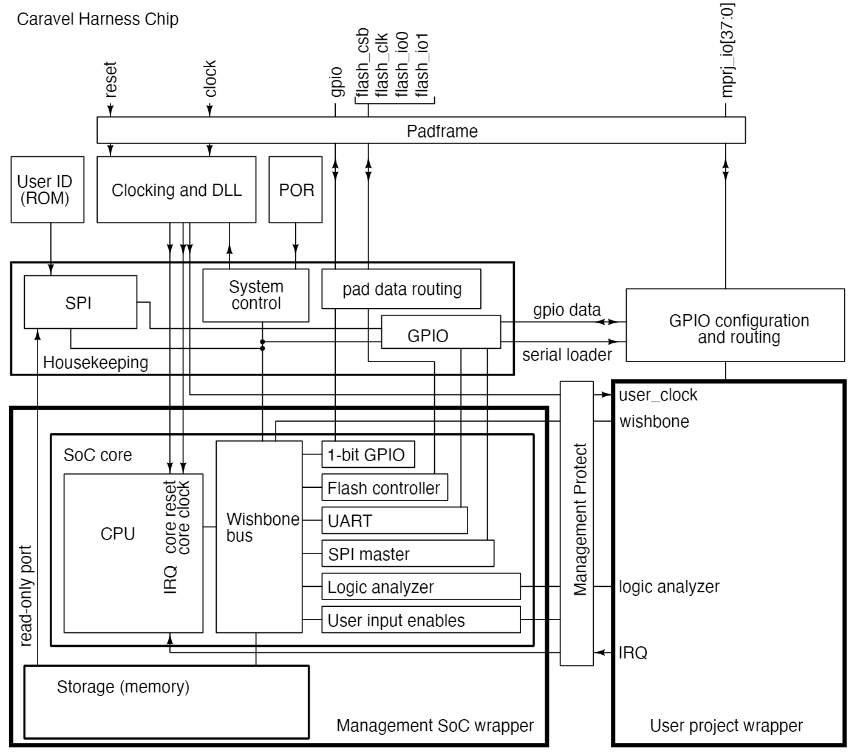 Caravel Harness Chip
reset
clock
gpio
flash_csb
flash_clk
flash_io0
flash_io1
mprj_io[37:0]
Padframe
User ID
(ROM)
Clocking and DLL
POR
SPI
System
control
pad data routing
GPIO
Housekeeping
gpio data
serial loader
GPIO configuration
and routing
SoC core
CPU
core reset
core clock
IRQ
Wishbone
bus
1-bit GPIO
Flash controller
UART
SPI master
Logic analyzer
User input enables
Management Protect
user_clock
wishbone
logic analyzer
IRQ
read-only port
Storage (memory)
Management SoC wrapper
User project wrapper